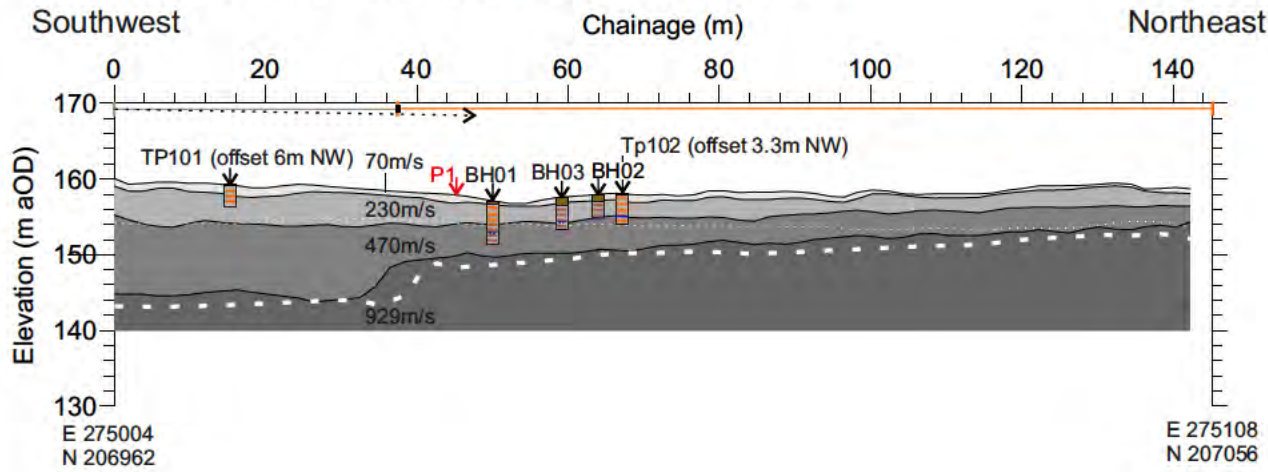 Southwest
Chainage (m)
Northeast
0 20 40 60 80 100 120 140
170
160
150
140
130
Elevation (m aOD)
TP101 (offset 6m NW)
70m/s
P1
BH01
BH03
BH02
Tp102 (offset 3.3m NW)
230m/s
470m/s
929m/s
E 275004
N 206962
E 275108
N 207056